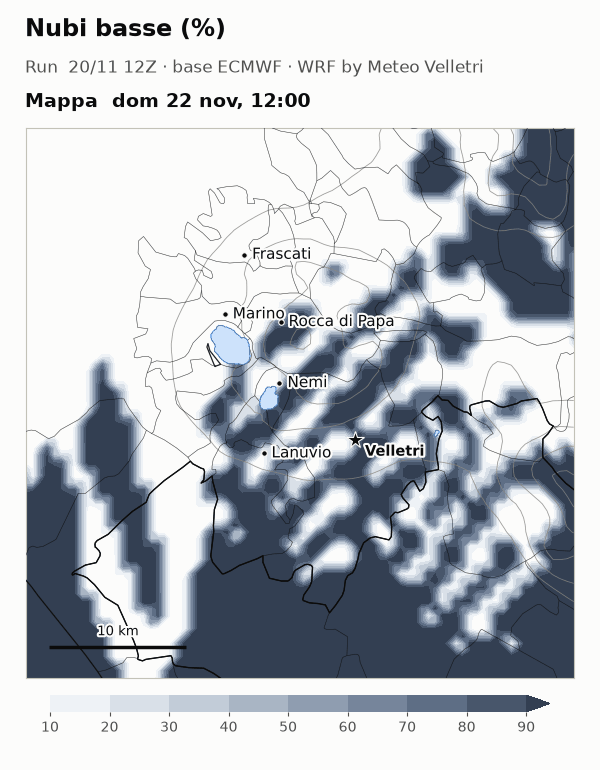 Nubi basse (%)
Run  20/11 12Z · base ECMWF · WRF by Meteo Velletri
Mappa  dom 22 nov, 12:00
Frascati
Marino
Rocca di Papa
Nemi
Velletri
Lanuvio
10 km
10 20 30 40 50 60 70 80 90